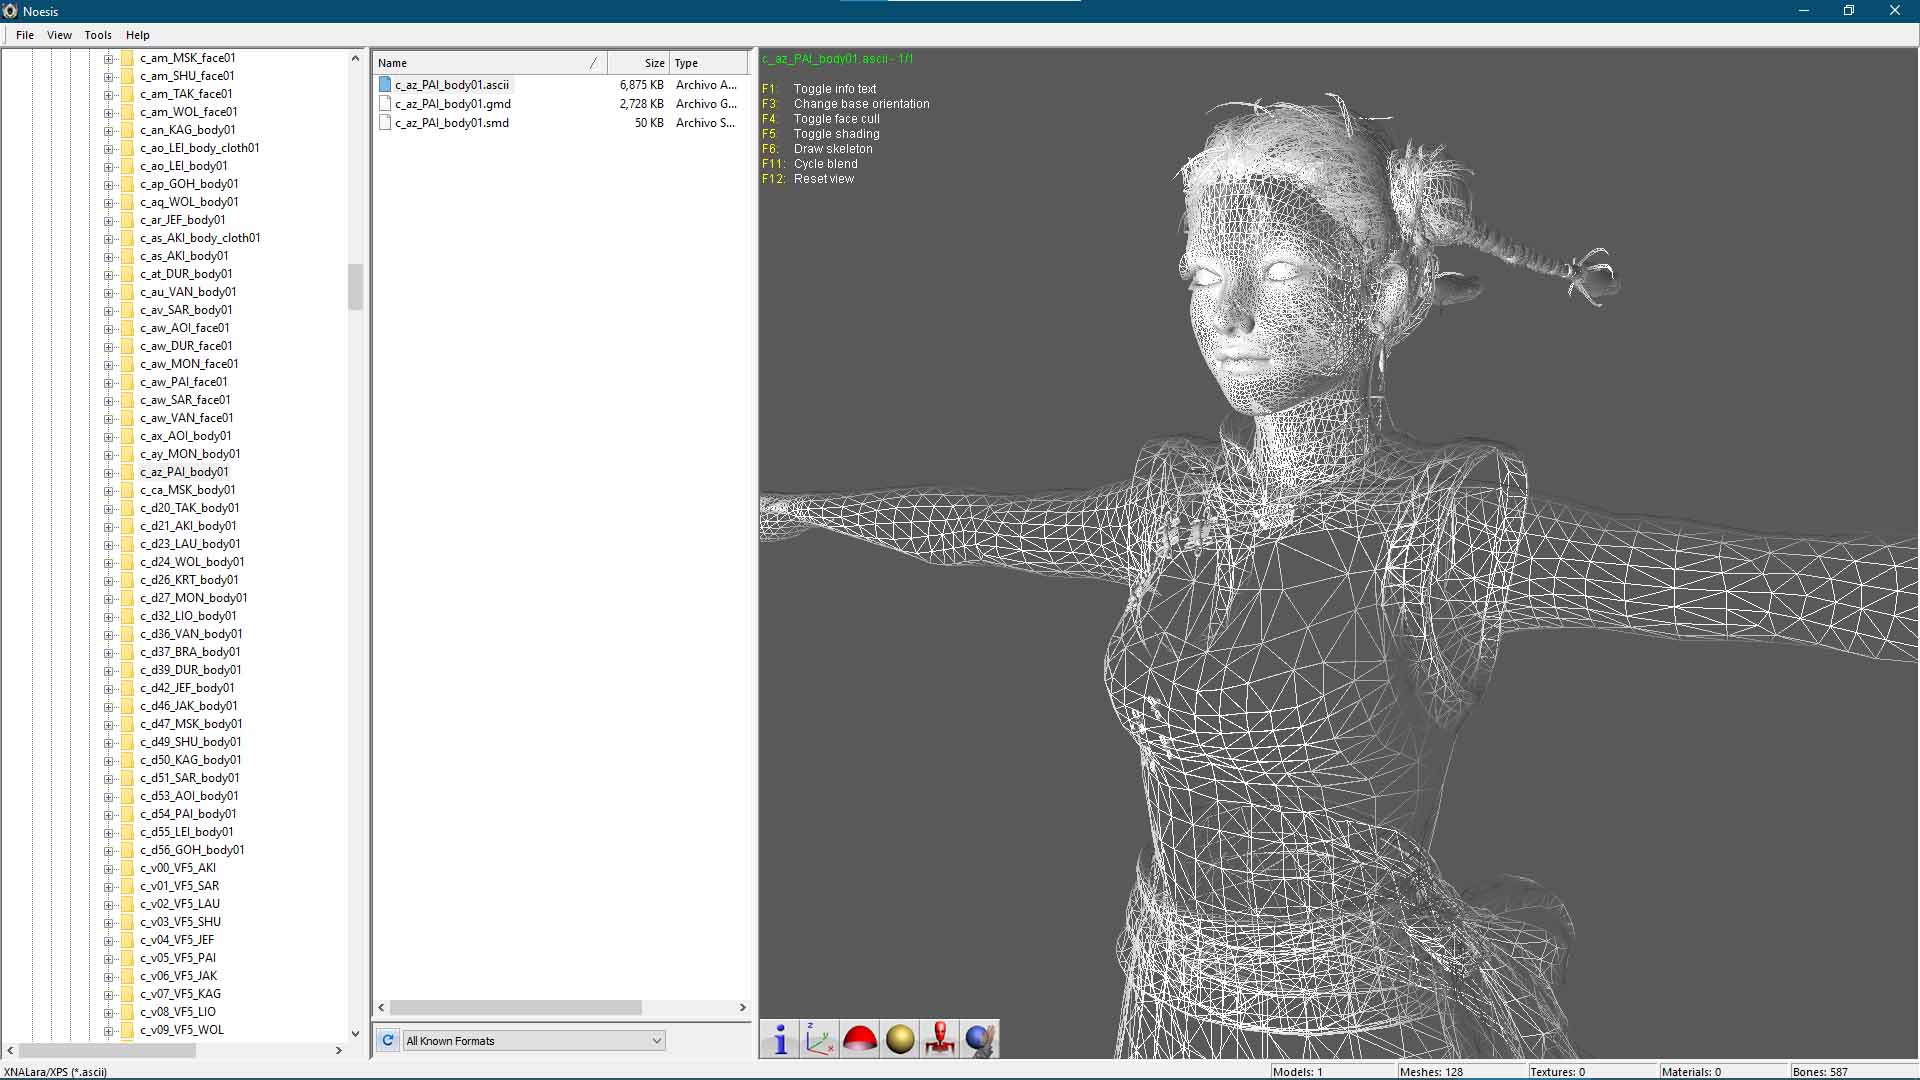 Noesis
File View Tools Help
c_am_MSK_face01
c_am_SHU_face01
c_am_TAK_face01
c_am_WOL_face01
c_an_KAG_body01
c_ao_LEI_body_cloth01
c_ao_LEI_body01
c_ap_GOH_body01
c_aq_WOL_body01
c_ar_JEF_body01
c_as_AKI_body_cloth01
c_as_AKI_body01
c_at_DUR_body01
c_au_VAN_body01
c_av_SAR_body01
c_aw_AOI_face01
c_aw_DUR_face01
c_aw_MON_face01
c_aw_PAI_face01
c_aw_SAR_face01
c_aw_VAN_face01
c_ax_AOI_body01
c_ay_MON_body01
c_az_PAI_body01
c_ca_MSK_body01
c_d20_TAK_body01
c_d21_AKI_body01
c_d23_LAU_body01
c_d24_WOL_body01
c_d26_KRT_body01
c_d27_MON_body01
c_d32_LIO_body01
c_d36_VAN_body01
c_d37_BRA_body01
c_d39_DUR_body01
c_d42_JEF_body01
c_d46_JAK_body01
c_d47_MSK_body01
c_d49_SHU_body01
c_d50_KAG_body01
c_d51_SAR_body01
c_d53_AOI_body01
c_d54_PAI_body01
c_d55_LEI_body01
c_d56_GOH_body01
c_v00_VF5_AKI
c_v01_VF5_SAR
c_v02_VF5_LAU
c_v03_VF5_SHU
c_v04_VF5_JEF
c_v05_VF5_PAI
c_v06_VF5_JAK
c_v07_VF5_KAG
c_v08_VF5_LIO
c_v09_VF5_WOL
Name Size Type
c_az_PAI_body01.ascii 6,875 KB Archivo A...
c_az_PAI_body01.gmd 2,728 KB Archivo G...
c_az_PAI_body01.smd 50 KB Archivo S...
All Known Formats
c_az_PAI_body01.ascii - 1/1
F1: Toggle info text
F3: Change base orientation
F4: Toggle face cull
F5: Toggle shading
F6: Draw skeleton
F11: Cycle blend
F12: Reset view
z y x
XNALara/XPS (*.ascii) Models: 1 Meshes: 128 Textures: 0 Materials: 0 Bones: 587